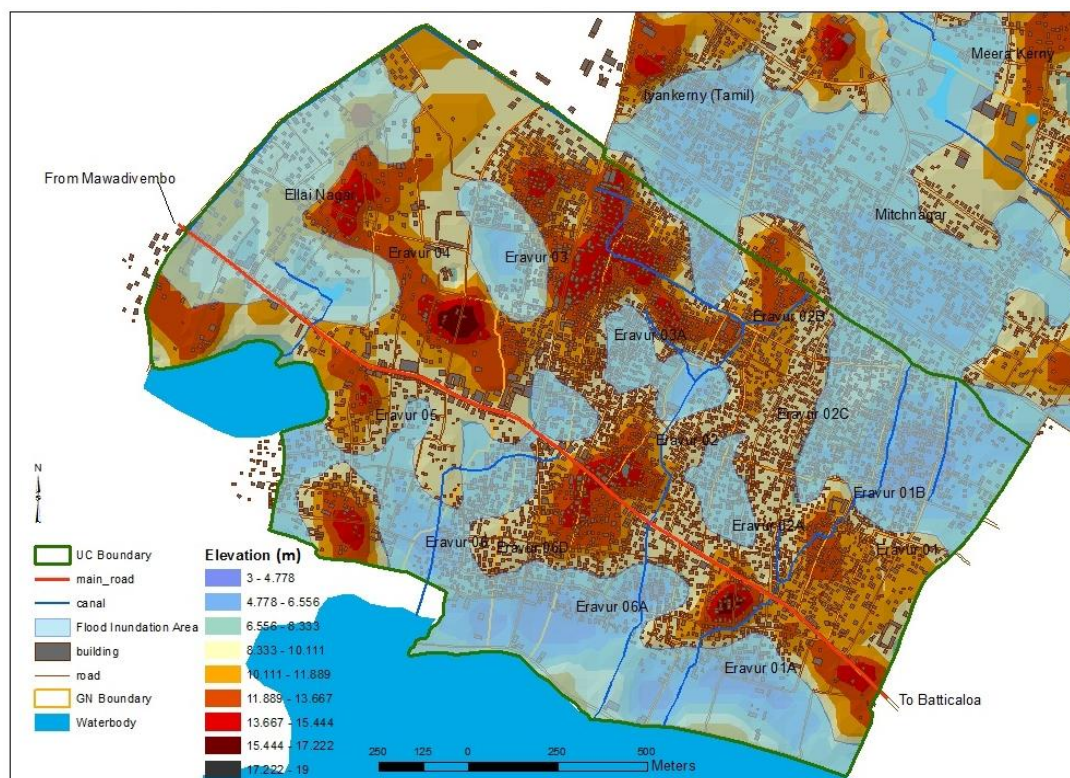 Meera Kerny
Iyankerny (Tamil)
From Mawadivembo
Ellai Nagar
Mitchnagar
Eravur 04
Eravur 03
Eravur 02B
Eravur 03A
Eravur 05
Eravur 02C
Eravur 02
Eravur 01B
Eravur 02A
Eravur 06
Eravur 06D
Eravur 01
Eravur 06A
Eravur 01A
To Batticaloa
N
UC Boundary
main_road
canal
Flood Inundation Area
building
road
GN Boundary
Waterbody
Elevation (m)
3 - 4.778
4.778 - 6.556
6.556 - 8.333
8.333 - 10.111
10.111 - 11.889
11.889 - 13.667
13.667 - 15.444
15.444 - 17.222
17.222 - 19
250 125 0 250 500
Meters